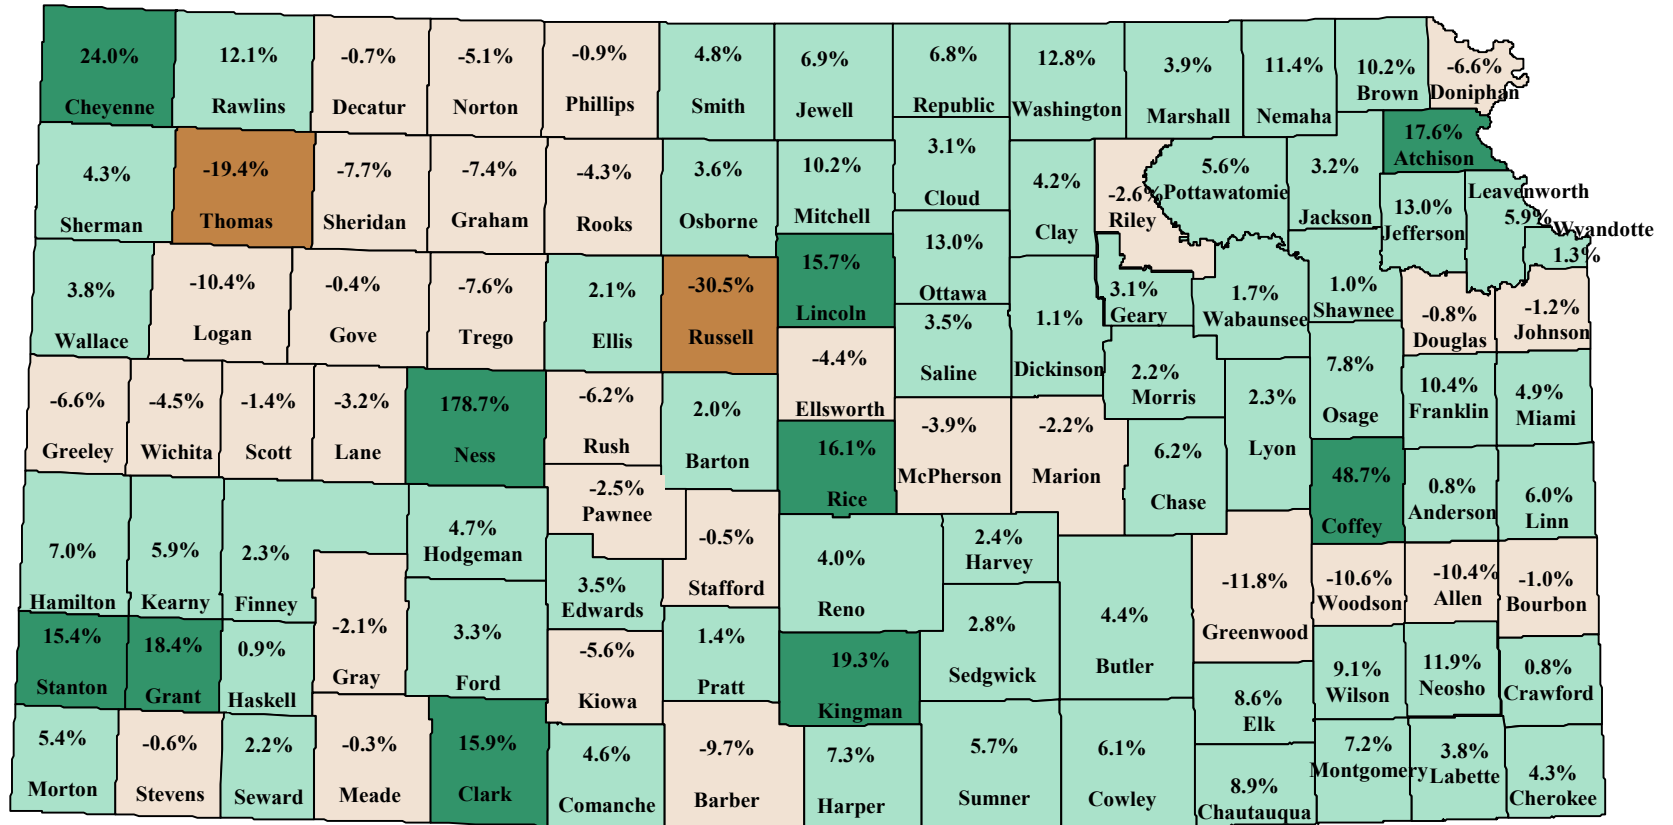 24.0%
Cheyenne
12.1%
Rawlins
-0.7%
Decatur
-5.1%
Norton
-0.9%
Phillips
4.8%
Smith
6.9%
Jewell
6.8%
Republic
12.8%
Washington
3.9%
Marshall
11.4%
Nemaha
10.2%
Brown
-6.6%
Doniphan
17.6%
Atchison
4.3%
Sherman
-19.4%
Thomas
-7.7%
Sheridan
-7.4%
Graham
-4.3%
Rooks
3.6%
Osborne
10.2%
Mitchell
3.1%
Cloud
4.2%
Clay
-2.6%
Riley
5.6%
Pottawatomie
3.2%
Jackson
13.0%
Jefferson
Leavenworth
5.9%
Wyandotte
1.3%
3.8%
Wallace
-10.4%
Logan
-0.4%
Gove
-7.6%
Trego
2.1%
Ellis
-30.5%
Russell
15.7%
Lincoln
13.0%
Ottawa
3.5%
Saline
1.1%
Dickinson
3.1%
Geary
1.7%
Wabaunsee
1.0%
Shawnee
-0.8%
Douglas
-1.2%
Johnson
-6.6%
Greeley
-4.5%
Wichita
-1.4%
Scott
-3.2%
Lane
178.7%
Ness
-6.2%
Rush
2.0%
Barton
-4.4%
Ellsworth
16.1%
Rice
-3.9%
McPherson
-2.2%
Marion
2.2%
Morris
6.2%
Chase
2.3%
Lyon
7.8%
Osage
10.4%
Franklin
4.9%
Miami
48.7%
Coffey
0.8%
Anderson
6.0%
Linn
7.0%
Hamilton
5.9%
Kearny
2.3%
Finney
4.7%
Hodgeman
-2.5%
Pawnee
3.5%
Edwards
-0.5%
Stafford
4.0%
Reno
2.4%
Harvey
2.8%
Sedgwick
4.4%
Butler
-11.8%
Greenwood
-10.6%
Woodson
-10.4%
Allen
-1.0%
Bourbon
15.4%
Stanton
18.4%
Grant
0.9%
Haskell
-2.1%
Gray
3.3%
Ford
-5.6%
Kiowa
1.4%
Pratt
19.3%
Kingman
8.6%
Elk
9.1%
Wilson
11.9%
Neosho
0.8%
Crawford
5.4%
Morton
-0.6%
Stevens
2.2%
Seward
-0.3%
Meade
15.9%
Clark
4.6%
Comanche
-9.7%
Barber
7.3%
Harper
5.7%
Sumner
6.1%
Cowley
8.9%
Chautauqua
7.2%
Montgomery
3.8%
Labette
4.3%
Cherokee